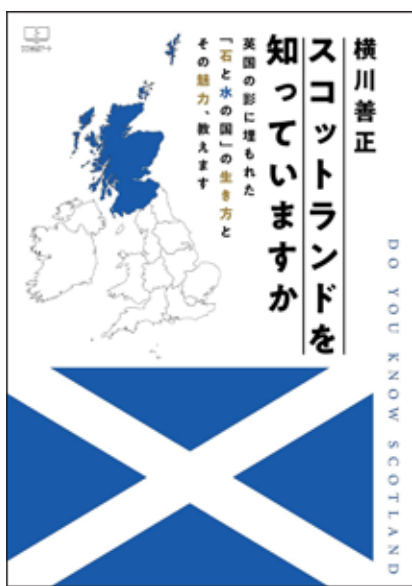 横川善正
スコットランドを
知っていますか
英国の影に埋もれた
「石と水の国」の生き方と
その魅力、教えます
DO YOU KNOW SCOTLAND